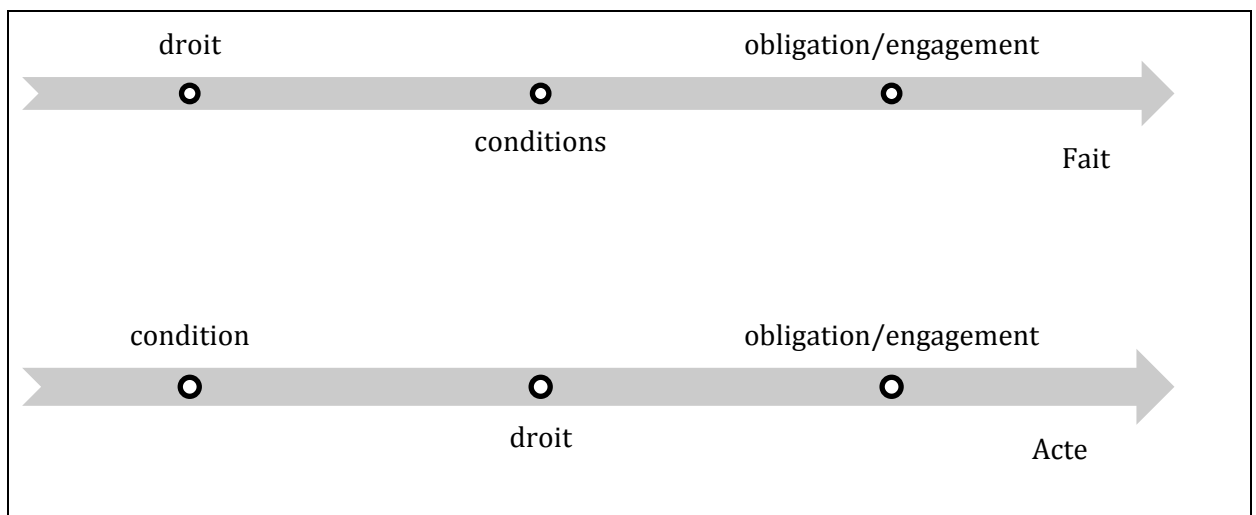 droit
obligation/engagement
conditions
Fait
condition
obligation/engagement
droit
Acte